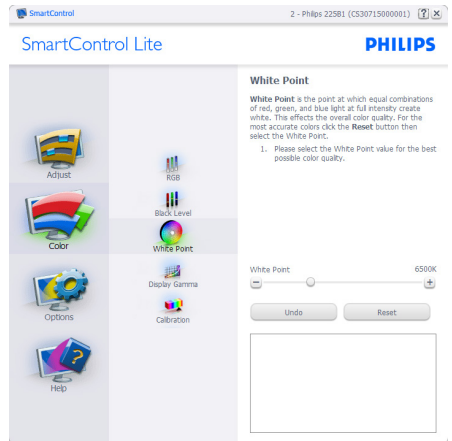 SmartControl
2 - Philips 225B1 (CS30715000001) ? X
SmartControl Lite
PHILIPS
White Point
White Point is the point at which equal combinations
of red, green, and blue light at full intensity create
white. This effects the overall color quality. For the
most accurate colors click the Reset button then
select the White Point.
1. Please select the White Point value for the best
possible color quality.
Adjust
Color
Options
Help
RGB
Black Level
White Point
Display Gamma
Calibration
White Point 6500K
Undo Reset